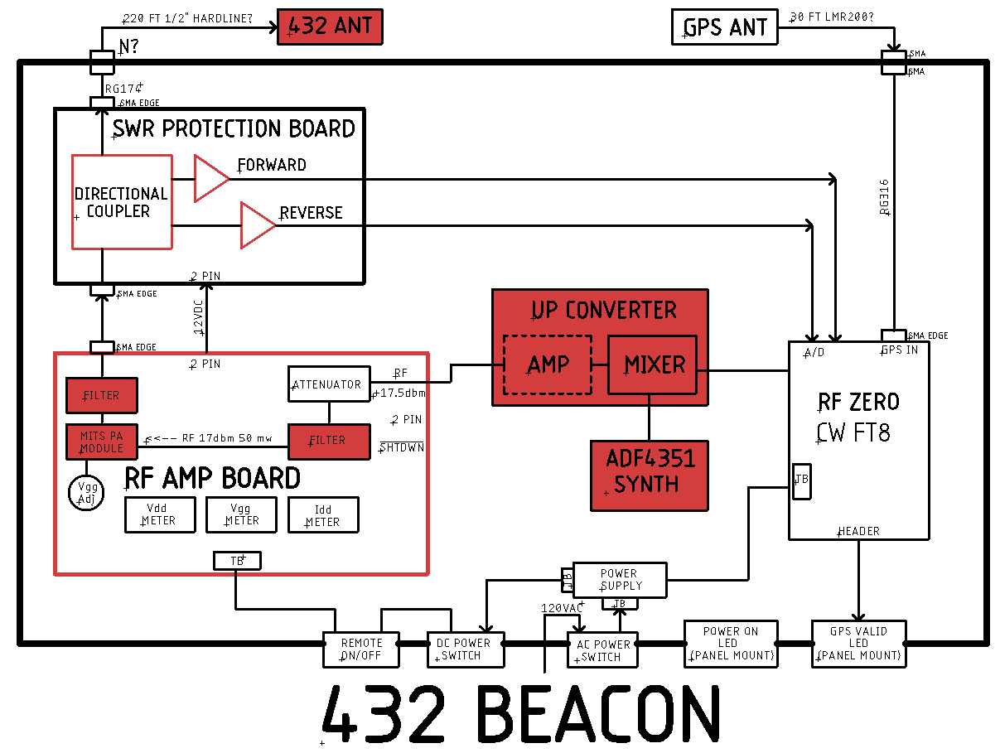 220 FT 1/2" HARDLINE?
432 ANT
GPS ANT
30 FT LMR200?
N?
SMA
SMA
RG174
SMA EDGE
SWR PROTECTION BOARD
FORWARD
DIRECTIONAL
COUPLER
REVERSE
RG316
2 PIN
SMA EDGE
12VDC
UP CONVERTER
AMP
MIXER
SMA EDGE
SMA EDGE
A/D
GPS IN
2 PIN
RF
+17.5dbm
ATTENUATOR
FILTER
RF ZERO
CW FT8
2 PIN
SHTDWN
MITS PA
MODULE
<<-- RF 17dbm 50 mw
FILTER
ADF4351
SYNTH
RF AMP BOARD
Vgg
Adj
TB
Vdd
METER
Vgg
METER
Idd
METER
HEADER
TB
TB
POWER
SUPPLY
TB
120VAC
REMOTE
ON/OFF
DC POWER
SWITCH
AC POWER
SWITCH
POWER ON
LED
(PANEL MOUNT)
GPS VALID
LED
(PANEL MOUNT)
432 BEACON